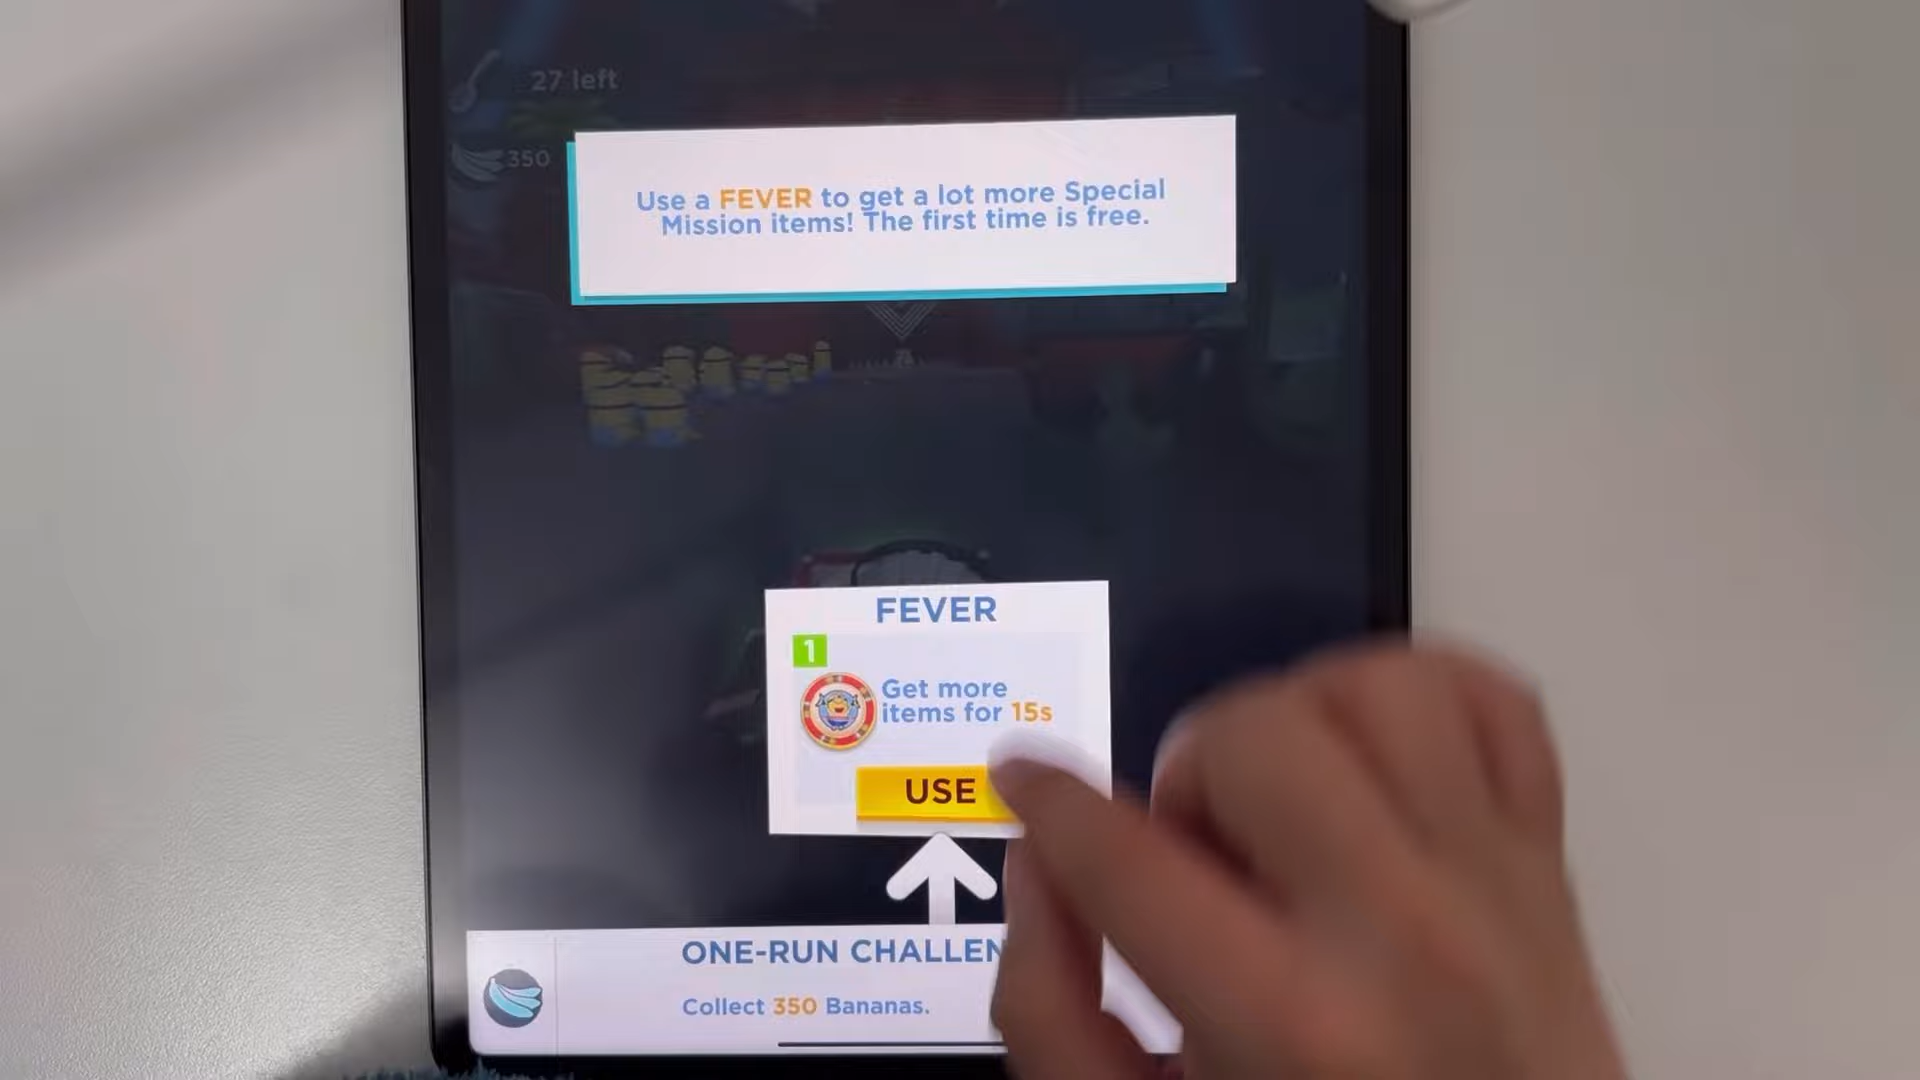 27 left
350
Use a FEVER to get a lot more Special
Mission items! The first time is free.
FEVER
1
Get more
items for 15s
USE
ONE-RUN CHALLEN
Collect 350 Bananas.